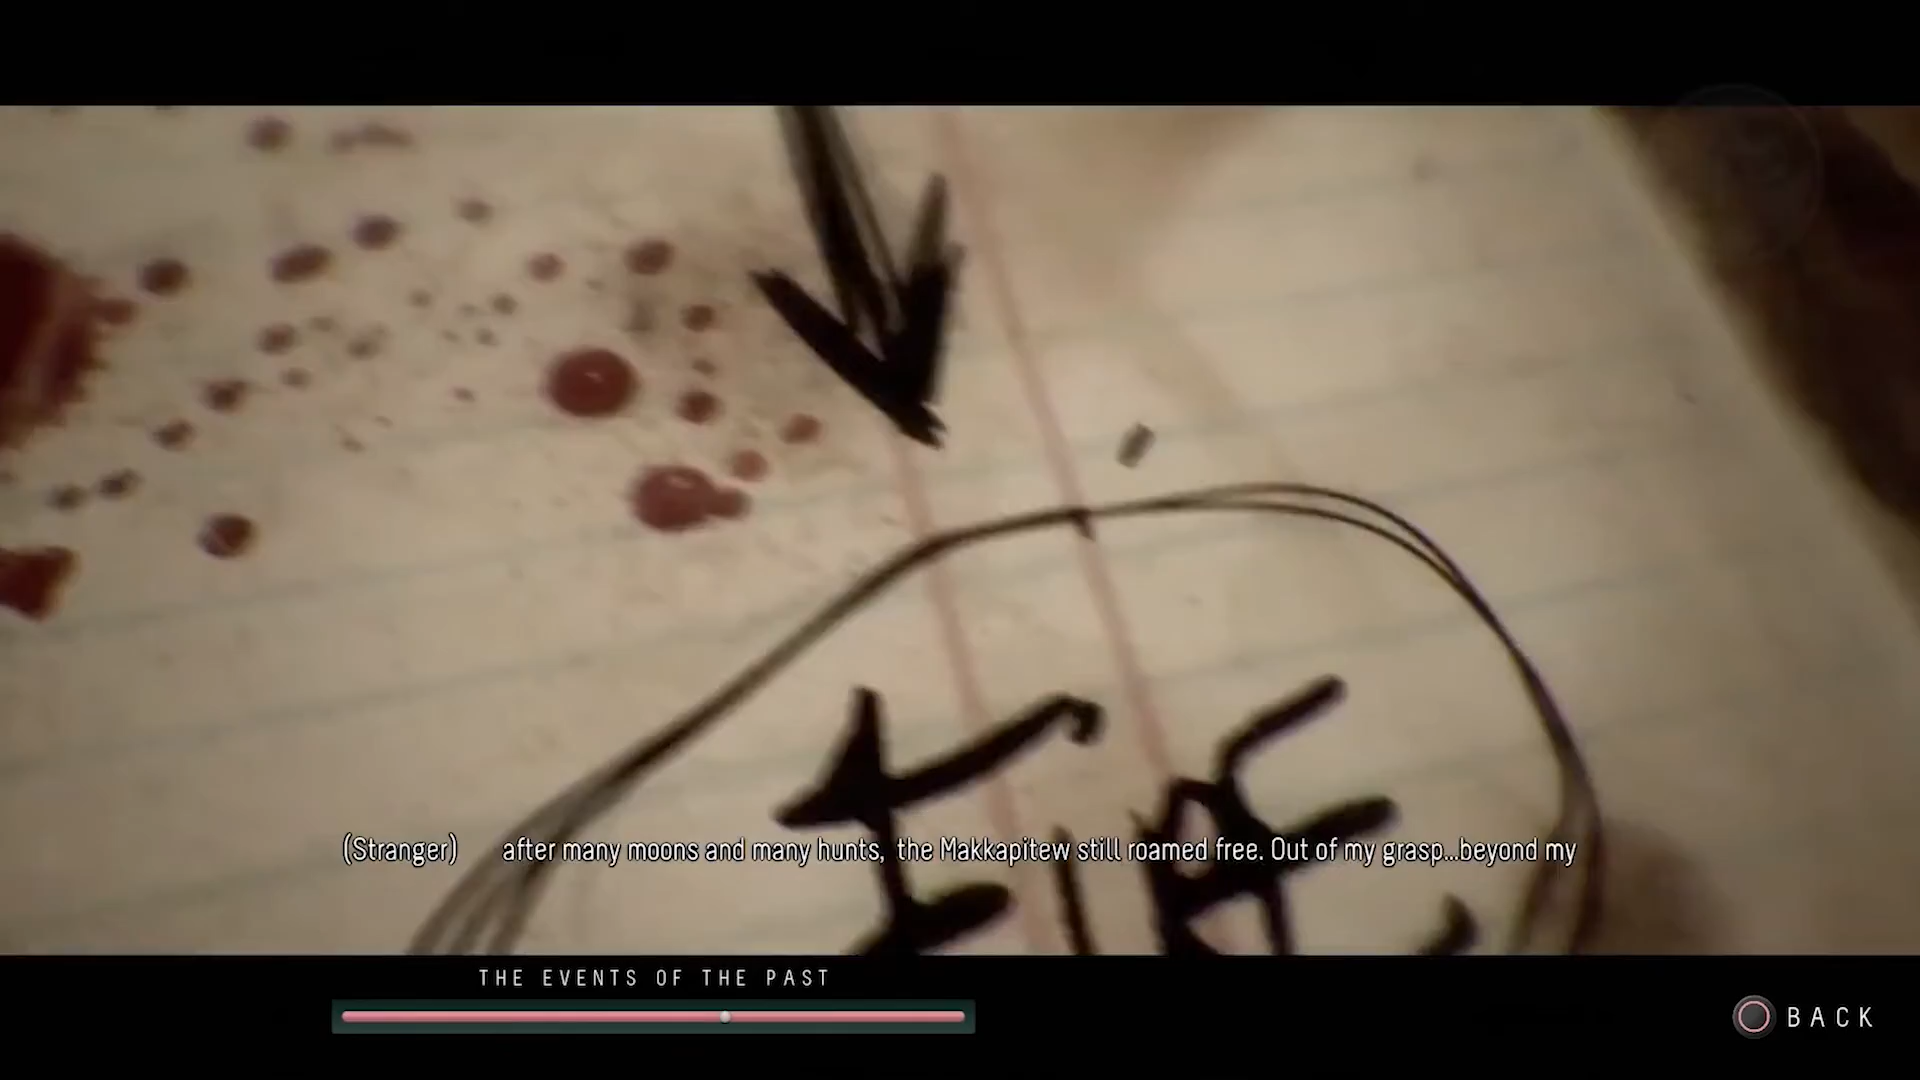 FIRE
(Stranger) after many moons and many hunts, the Makkapitew still roamed free. Out of my grasp...beyond my
THE EVENTS OF THE PAST
BACK